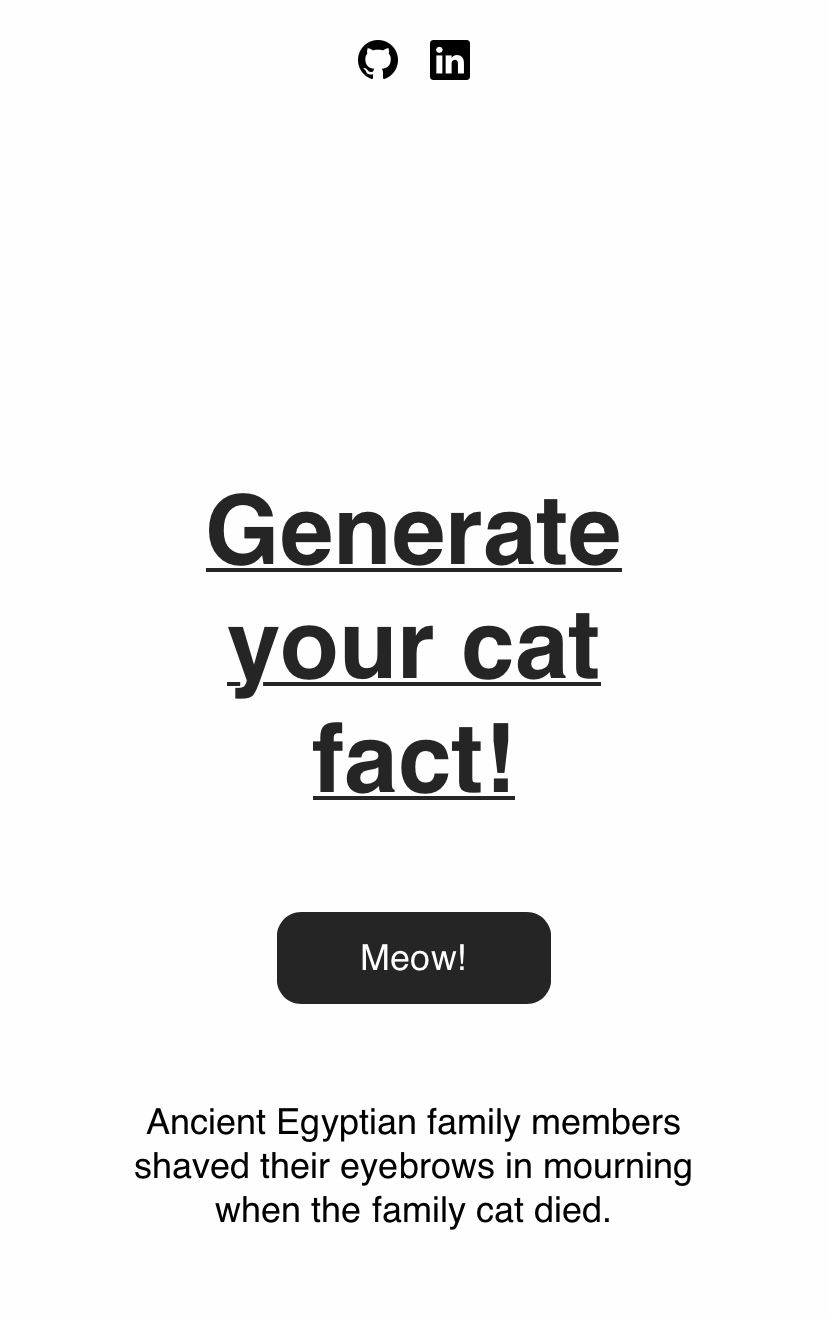 in
Generate
your cat
fact!
Meow!
Ancient Egyptian family members
shaved their eyebrows in mourning
when the family cat died.